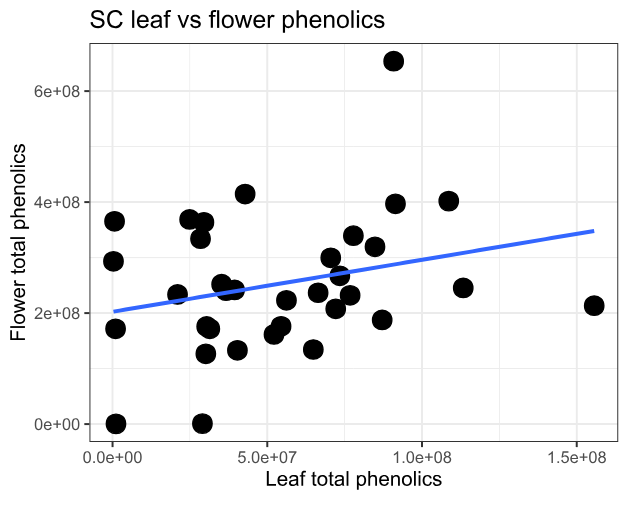 SC leaf vs flower phenolics
6e+08
4e+08
2e+08
0e+00
Flower total phenolics
0.0e+00 5.0e+07 1.0e+08 1.5e+08
Leaf total phenolics